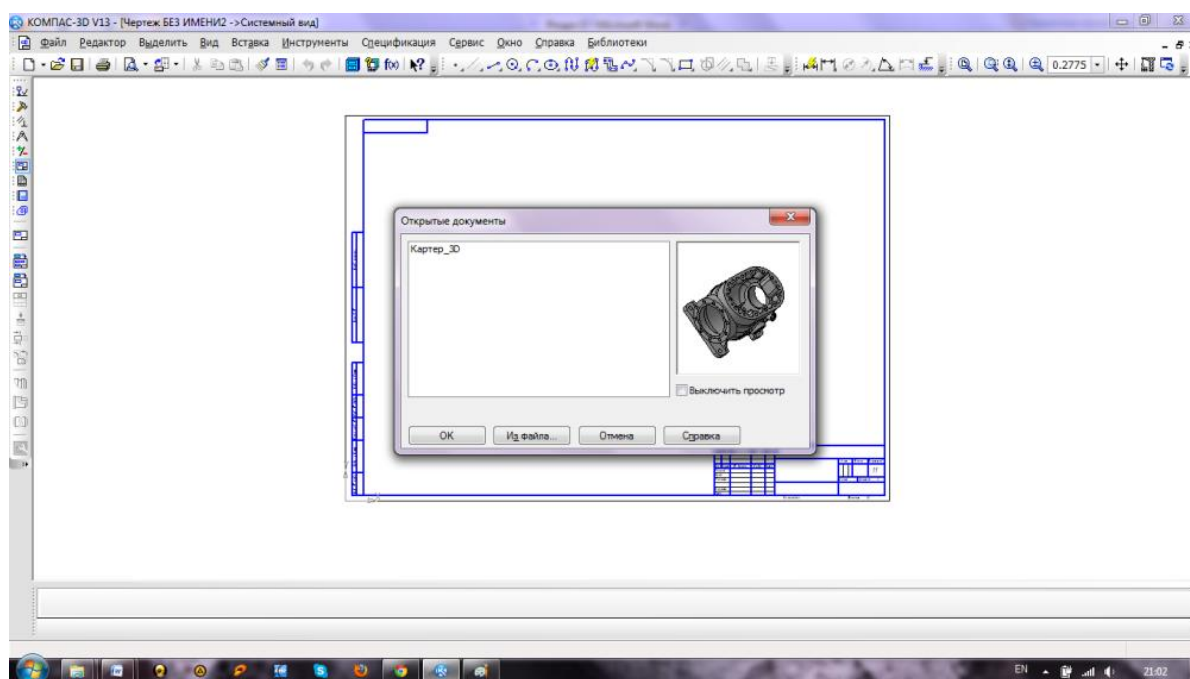 КОМПАС-3D V13 - [Чертеж БЕЗ ИМЕНИ2 ->Системный вид]
Файл Редактор Выделить Вид Вставка Инструменты Спецификация Сервис Окно Справка Библиотеки
0.2775
Открытые документы
Картер_3D
Выключить просмотр
OK Из файла... Отмена Справка
EN 21:02